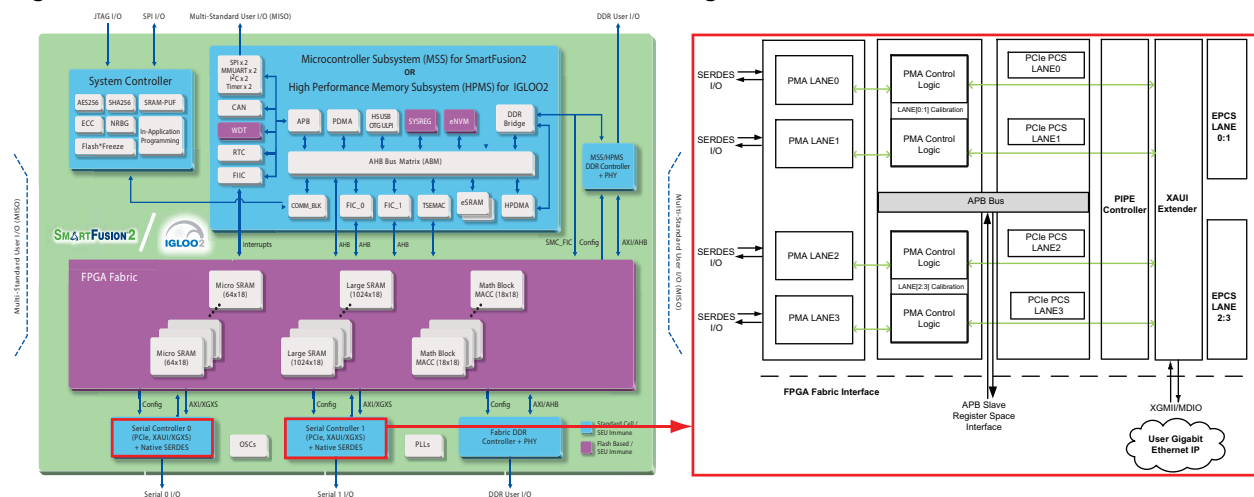 JTAG I/O
SPI I/O
Multi-Standard User I/O (MISO)
DDR User I/O
System Controller
AES256
SHA256
SRAM-PUF
ECC
NRBG
In-Application
Programming
Flash*Freeze
Microcontroller Subsystem (MSS) for SmartFusion2
OR
High Performance Memory Subsystem (HPMS) for IGLOO2
SPI x 2
MMUART x 2
I2C x 2
Timer x 2
CAN
WDT
RTC
FIIC
APB
PDMA
HS USB
OTG ULPI
SYSREG
eNVM
DDR
Bridge
AHB Bus Matrix (ABM)
COMM_BLK
FIC_0
FIC_1
TSEMAC
eSRAM
HPDMA
MSS/HPMS
DDR Controller
+ PHY
Multi-Standard User I/O (MISO)
Multi-Standard User I/O (MISO)
SMARTFUSION2
IGLOO2
Interrupts
AHB
AHB
AHB
SMC_FIC
Config
AXI/AHB
FPGA Fabric
Micro SRAM
(64x18)
Large SRAM
(1024x18)
Math Block
MACC (18x18)
Micro SRAM
(64x18)
Large SRAM
(1024x18)
Math Block
MACC (18x18)
Config
AXI/XGXS
Config
AXI/XGXS
Config
AXI/AHB
Serial Controller 0
(PCIe, XAUI/XGXS)
+ Native SERDES
OSCs
Serial Controller 1
(PCIe, XAUI/XGXS)
+ Native SERDES
PLLs
Fabric DDR
Controller + PHY
Standard Cell /
SEU Immune
Flash Based /
SEU Immune
Serial 0 I/O
Serial 1 I/O
DDR User I/O
SERDES
I/O
PMA LANE0
PMA Control
Logic
PCIe PCS
LANE0
LANE[0:1] Calibration
SERDES
I/O
PMA LANE1
PMA Control
Logic
PCIe PCS
LANE1
EPCS
LANE
0:1
APB Bus
PIPE
Controller
XAUI
Extender
SERDES
I/O
PMA LANE2
PMA Control
Logic
PCIe PCS
LANE2
LANE[2:3] Calibration
SERDES
I/O
PMA LANE3
PMA Control
Logic
PCIe PCS
LANE3
EPCS
LANE
2:3
FPGA Fabric Interface
APB Slave
Register Space
Interface
XGMII/MDIO
User Gigabit
Ethernet IP